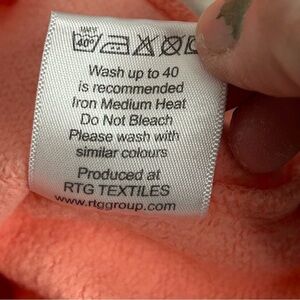 40°
Wash up to 40
is recommended
Iron Medium Heat
Do Not Bleach
Please wash with
similar colours
Produced at
RTG TEXTILES
www.rtggroup.com